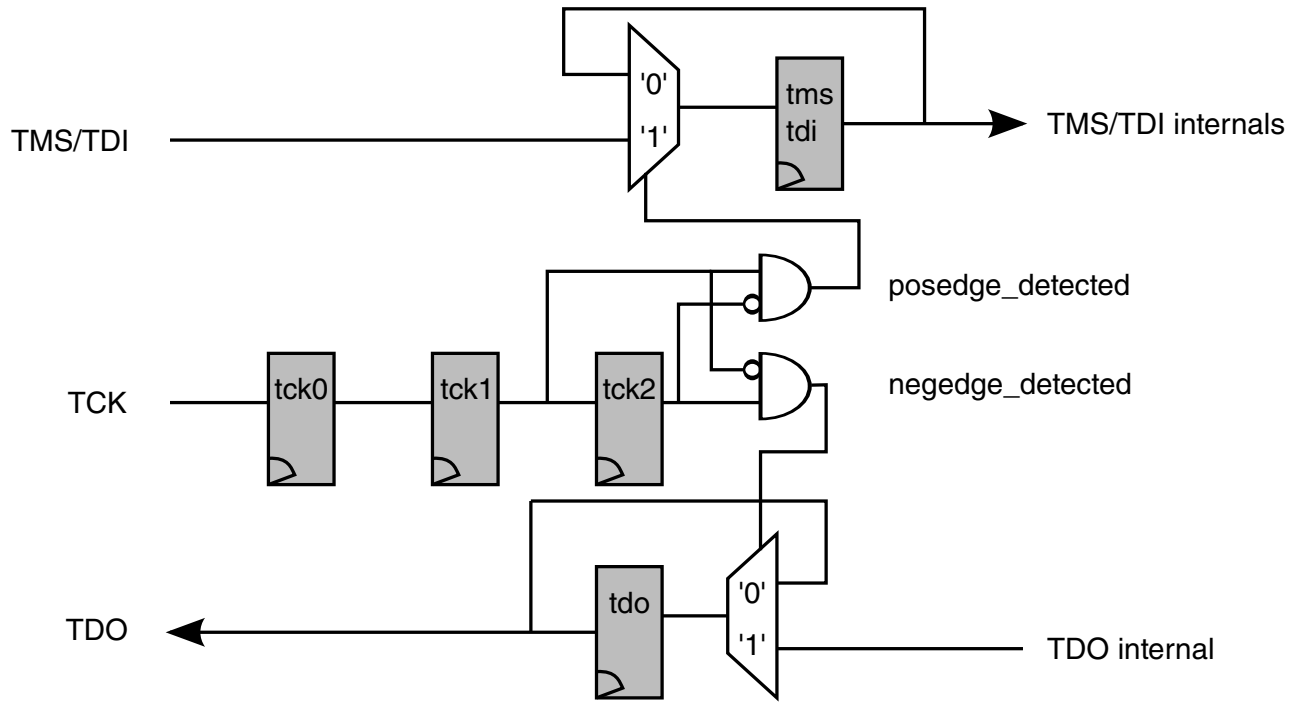 '0'
tms
TMS/TDI
'1'
tdi
TMS/TDI internals
posedge_detected
TCK
tck0
tck1
tck2
negedge_detected
TDO
tdo
'0'
'1'
TDO internal